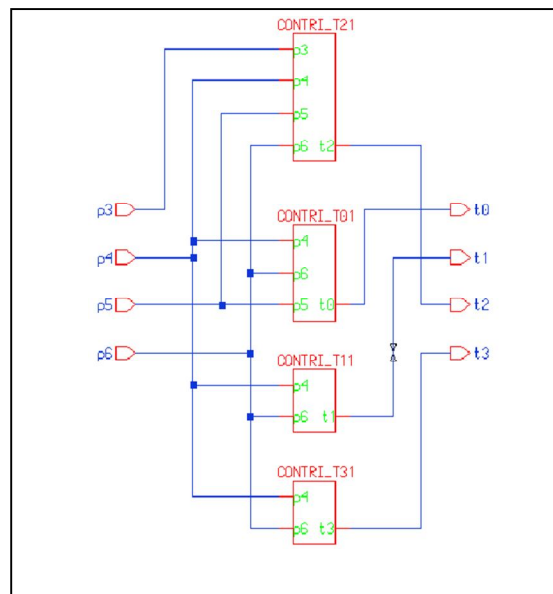 CONTRI_T21
p3
p4
p5
p6 t2
p3 t0
CONTRI_T01
p4 p4 t1
p6
p5 p5 t0 t2
p6 t3
CONTRI_T11
p4
p6 t1
CONTRI_T31
p4
p6 t3